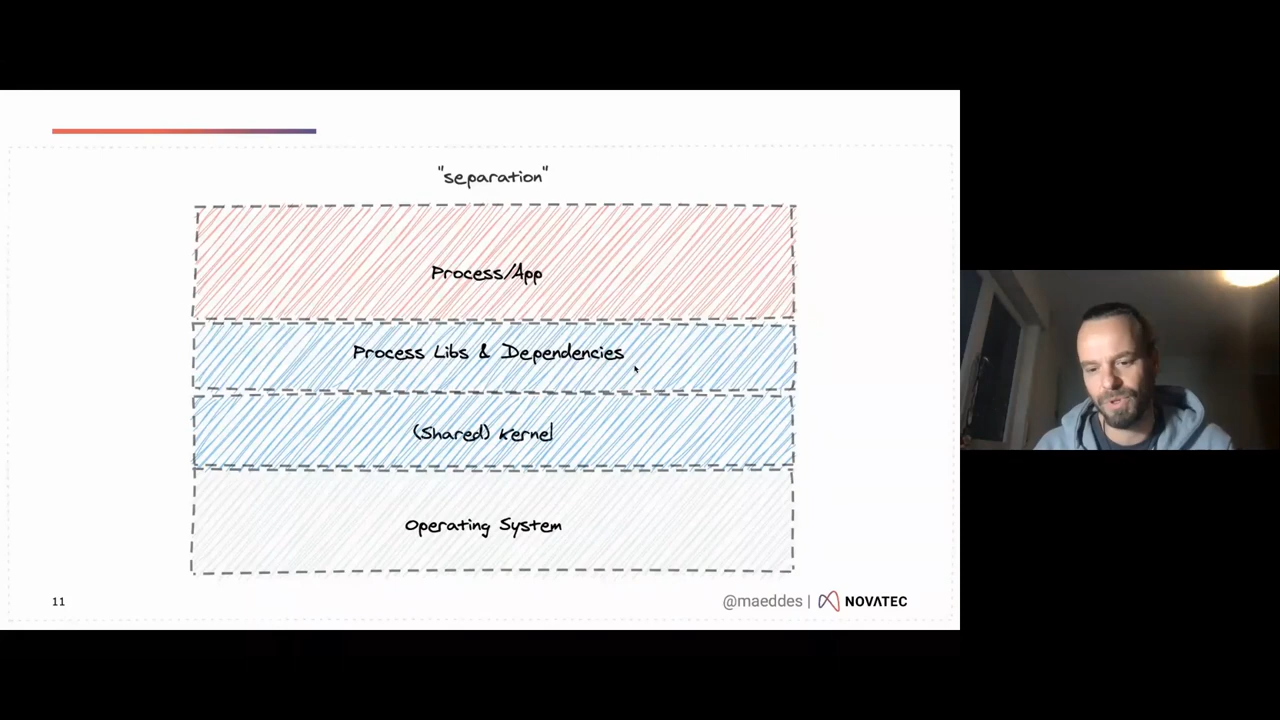 "separation"
Process/App
Process Libs & Dependencies
(Shared) Kernel
Operating System
11
@maeddes | NOVATEC